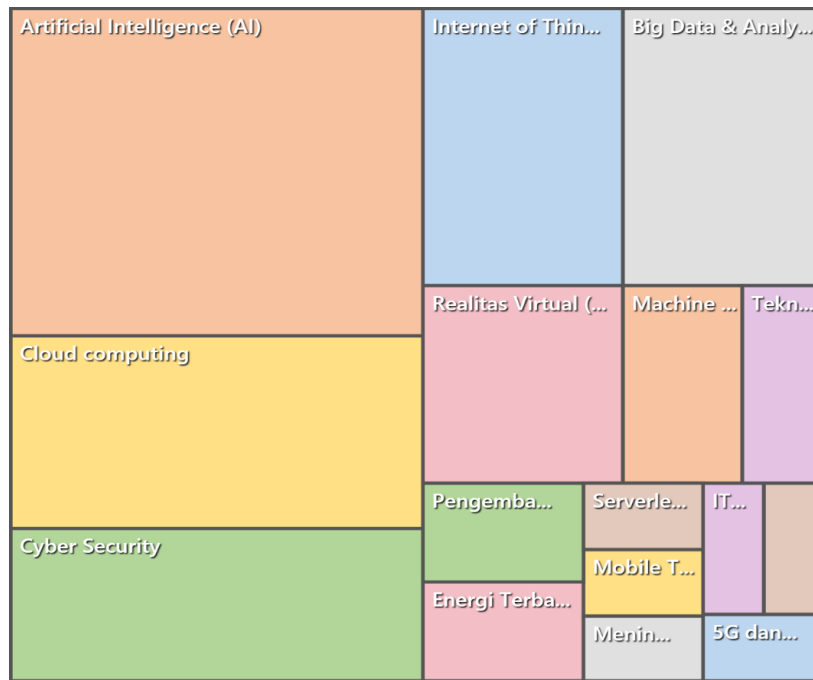 Artificial Intelligence (AI)
Internet of Thin...
Big Data & Analy...
Cloud computing
Realitas Virtual (...
Machine ...
Tekn...
Cyber Security
Pengemba...
Serverle...
IT...
Mobile T...
Energi Terba...
Menin...
5G dan...